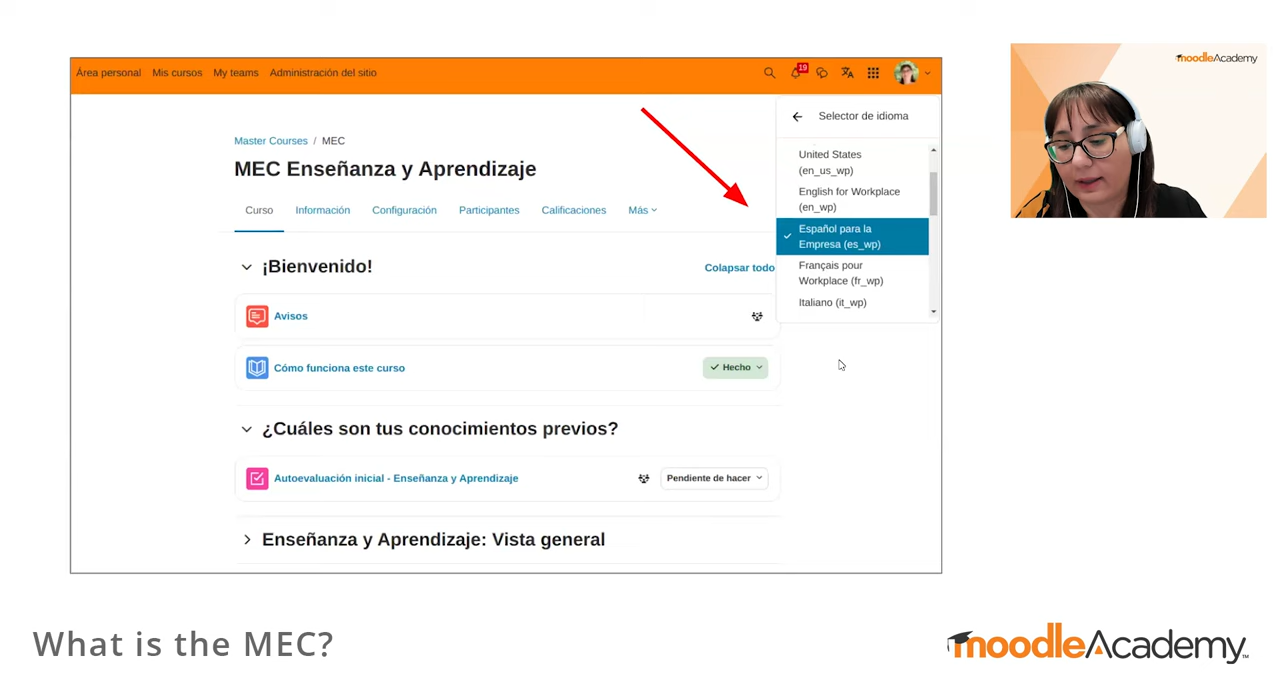 Área personal Mis cursos My teams Administración del sitio
19
moodleAcademy
Selector de idioma
Master Courses / MEC
MEC Enseñanza y Aprendizaje
United States
(en_us_wp)
English for Workplace
(en_wp)
Español para la
Empresa (es_wp)
Français pour
Workplace (fr_wp)
Italiano (it_wp)
Curso Información Configuración Participantes Calificaciones Más
¡Bienvenido!
Colapsar todo
Avisos
Cómo funciona este curso
Hecho
¿Cuáles son tus conocimientos previos?
Autoevaluación inicial - Enseñanza y Aprendizaje
Pendiente de hacer
Enseñanza y Aprendizaje: Vista general
What is the MEC?
moodleAcademy™